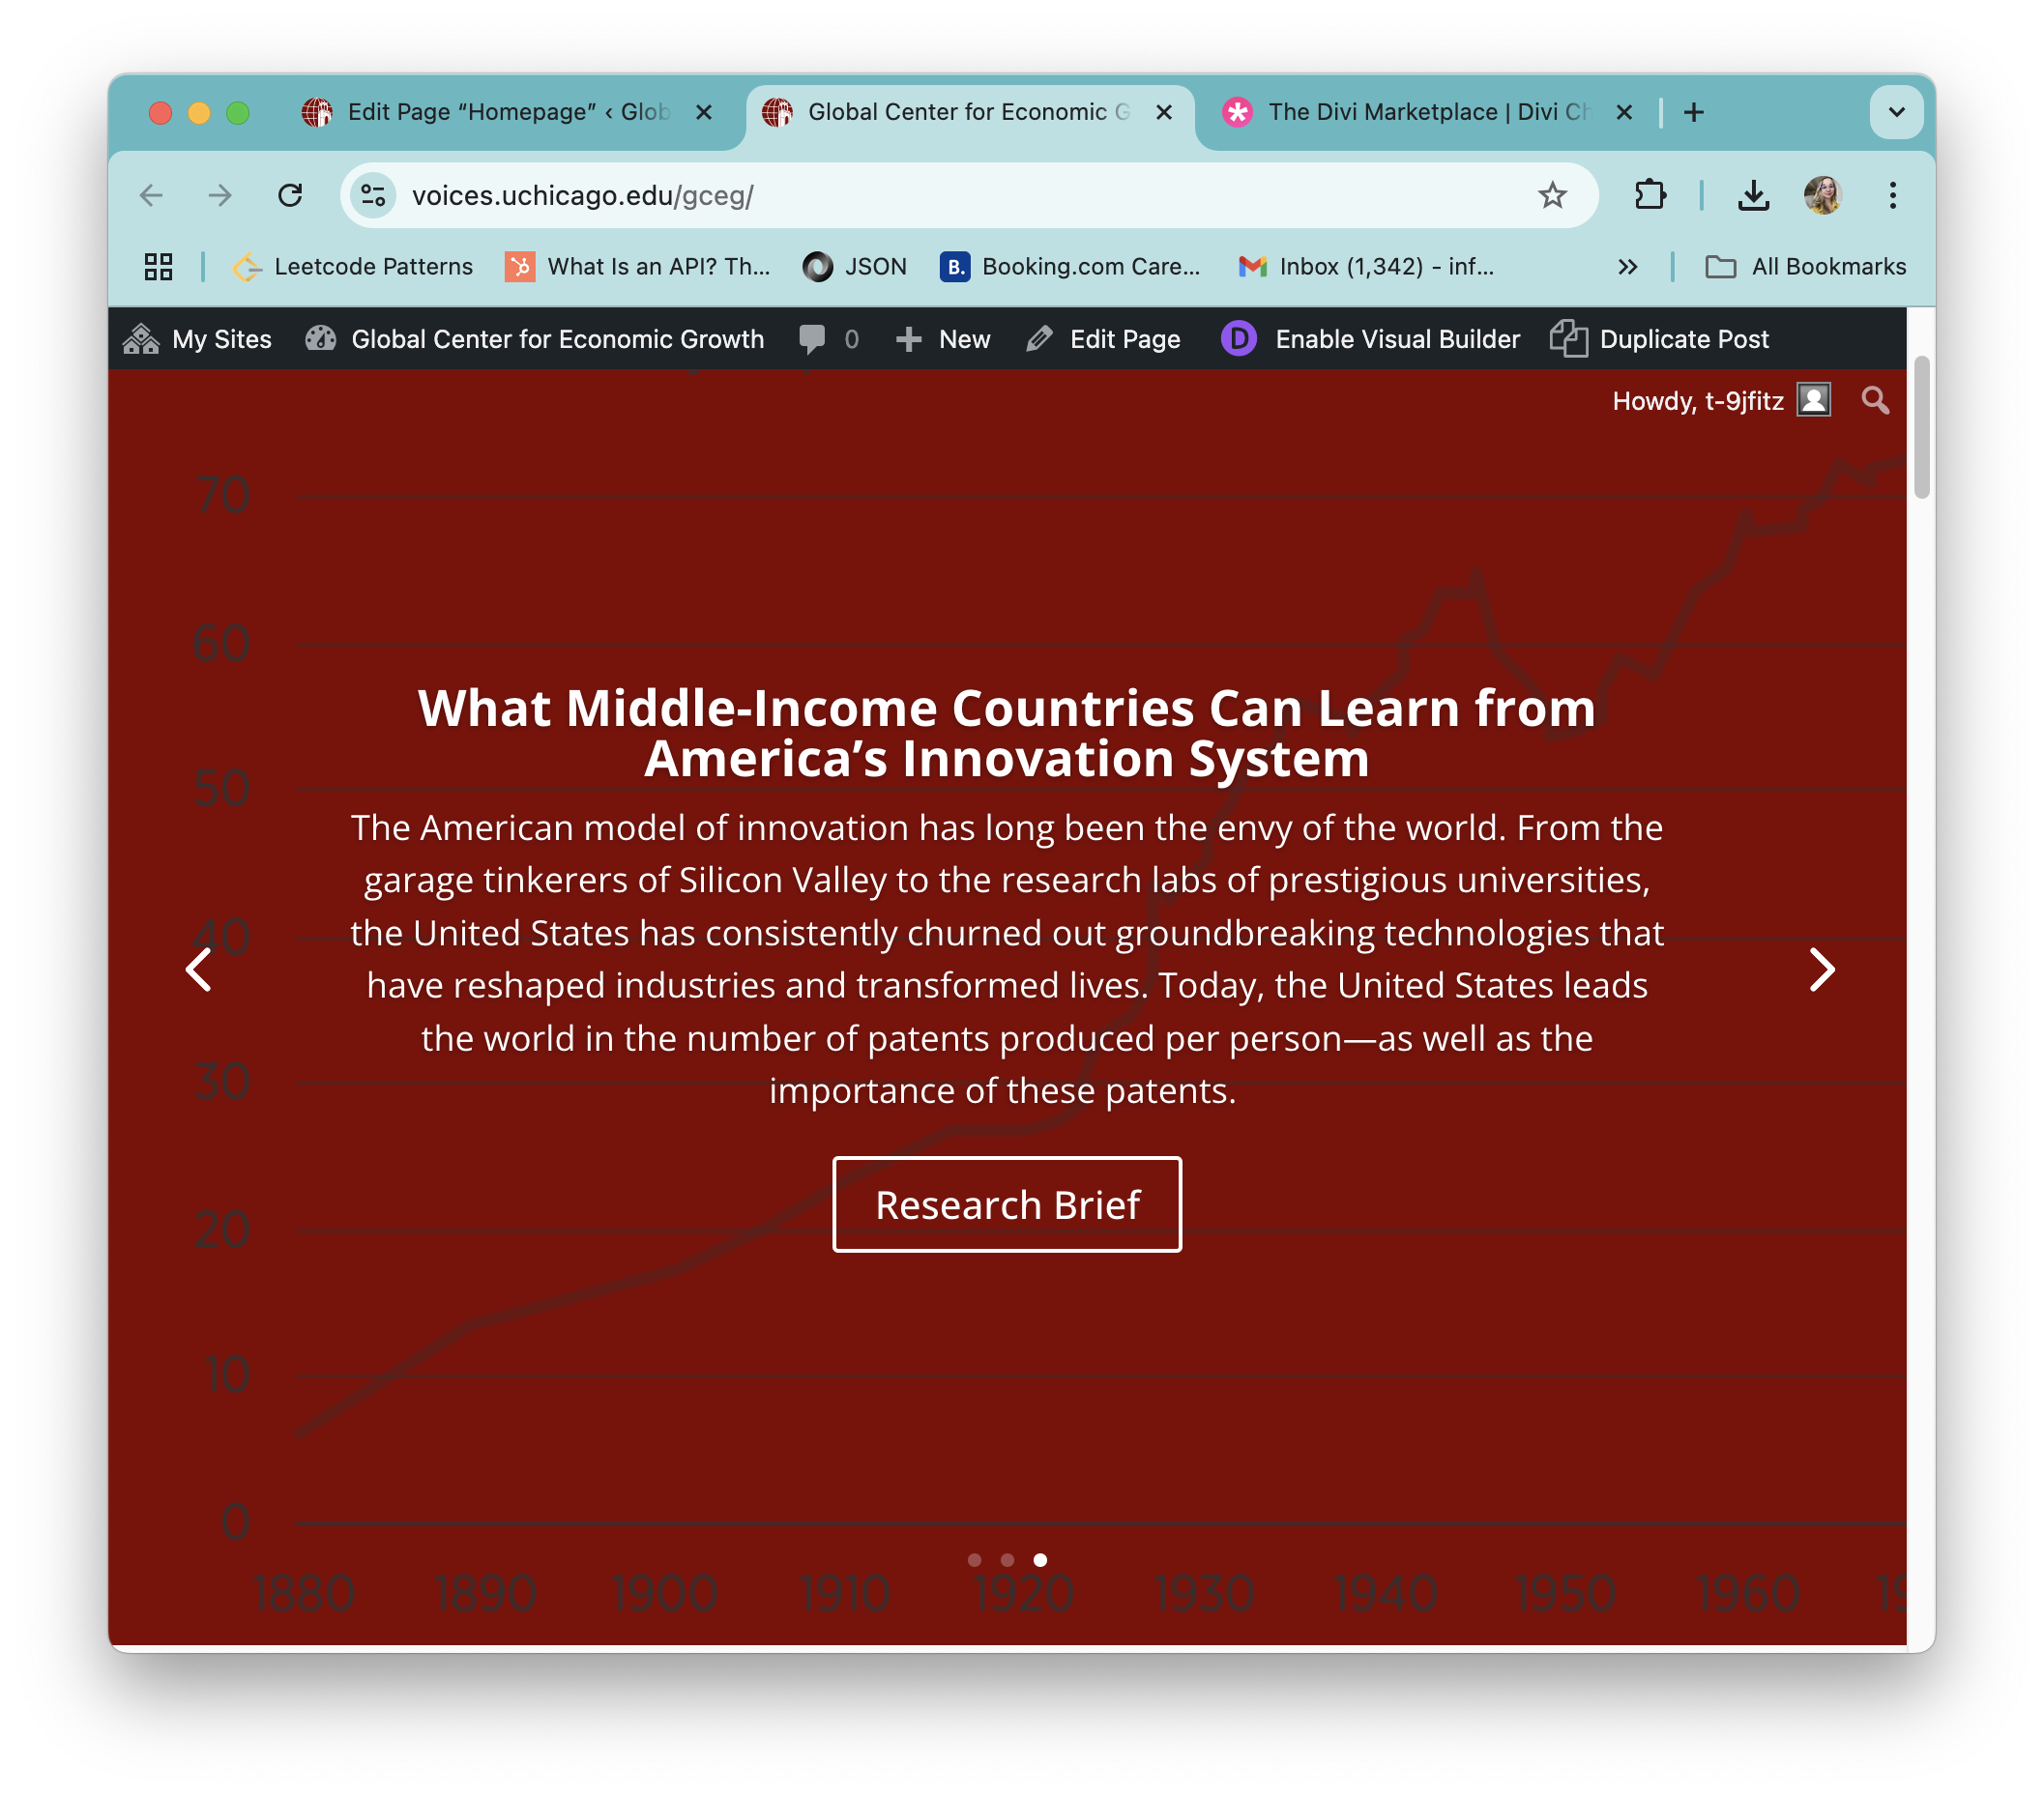 Edit Page “Homepage” ‹ Glob
Global Center for Economic G
The Divi Marketplace | Divi Ch
voices.uchicago.edu/gceg/
Leetcode Patterns
What Is an API? Th...
JSON
B. Booking.com Care...
Inbox (1,342) - inf...
All Bookmarks
My Sites
Global Center for Economic Growth
0
New
Edit Page
D Enable Visual Builder
Duplicate Post
Howdy, t-9jfitz
70
60
What Middle-Income Countries Can Learn from
America’s Innovation System
50
The American model of innovation has long been the envy of the world. From the
garage tinkerers of Silicon Valley to the research labs of prestigious universities,
the United States has consistently churned out groundbreaking technologies that
40
have reshaped industries and transformed lives. Today, the United States leads
the world in the number of patents produced per person—as well as the
30
importance of these patents.
Research Brief
20
10
0
1880 1890 1900 1910 1920 1930 1940 1950 1960 19